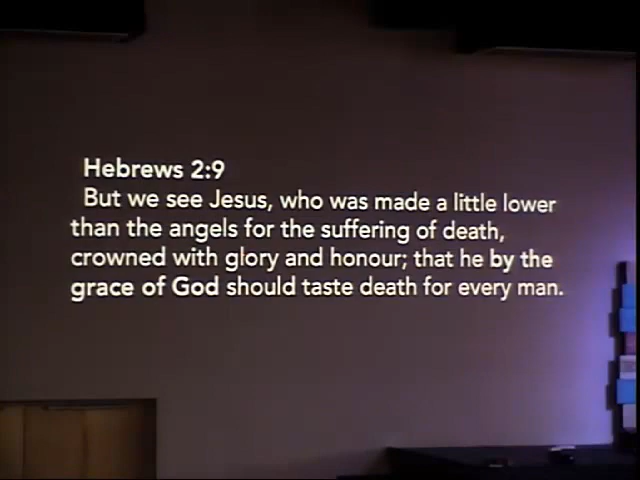 Hebrews 2:9
But we see Jesus, who was made a little lower
than the angels for the suffering of death,
crowned with glory and honour; that he by the
grace of God should taste death for every man.